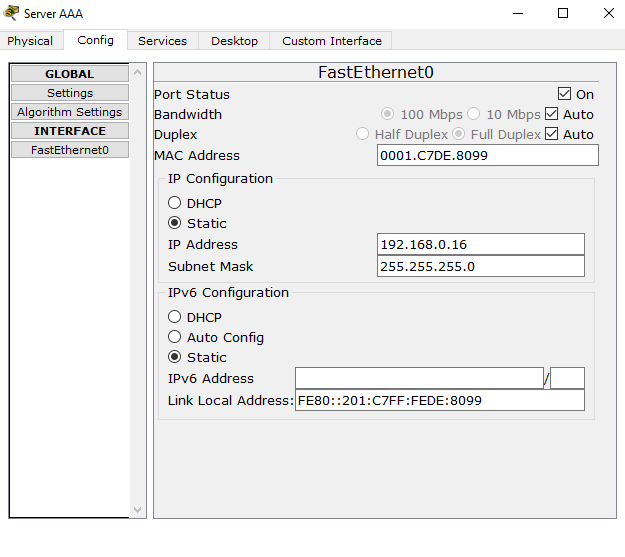 Server AAA
Physical Config Services Desktop Custom Interface
GLOBAL
Settings
Algorithm Settings
INTERFACE
FastEthernet0
FastEthernet0
Port Status On
Bandwidth 100 Mbps 10 Mbps Auto
Duplex Half Duplex Full Duplex Auto
MAC Address 0001.C7DE.8099
IP Configuration
DHCP
Static
IP Address 192.168.0.16
Subnet Mask 255.255.255.0
IPv6 Configuration
DHCP
Auto Config
Static
IPv6 Address /
Link Local Address: FE80::201:C7FF:FEDE:8099